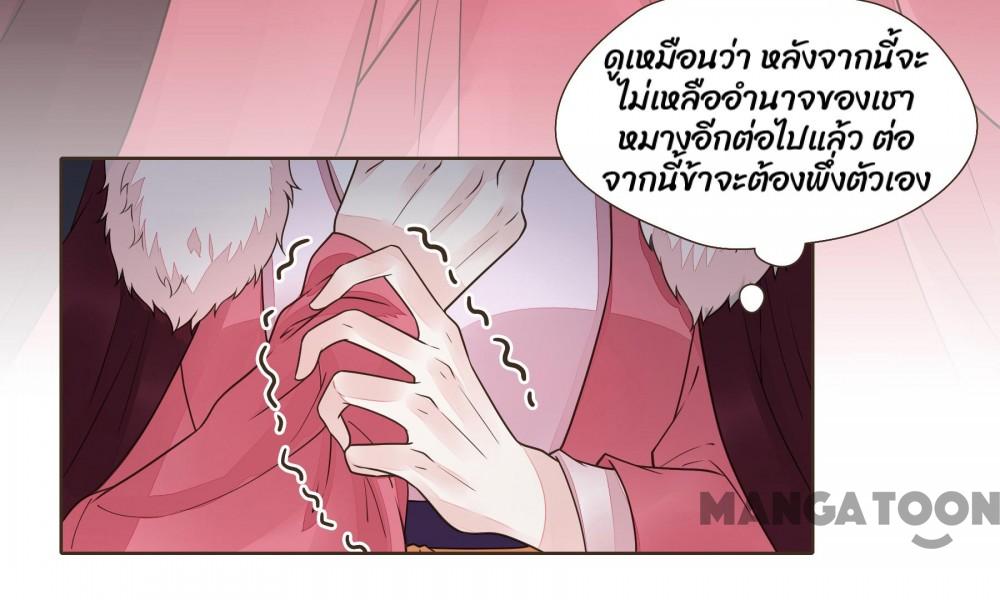 ดูเหมือนว่า หลังจากนี้จะ
ไม่เหลืออำนาจของเชา
หมางอีกต่อไปแล้ว ต่อ
จากนี้ข้าจะต้องพึ่งตัวเอง
MANGATOON